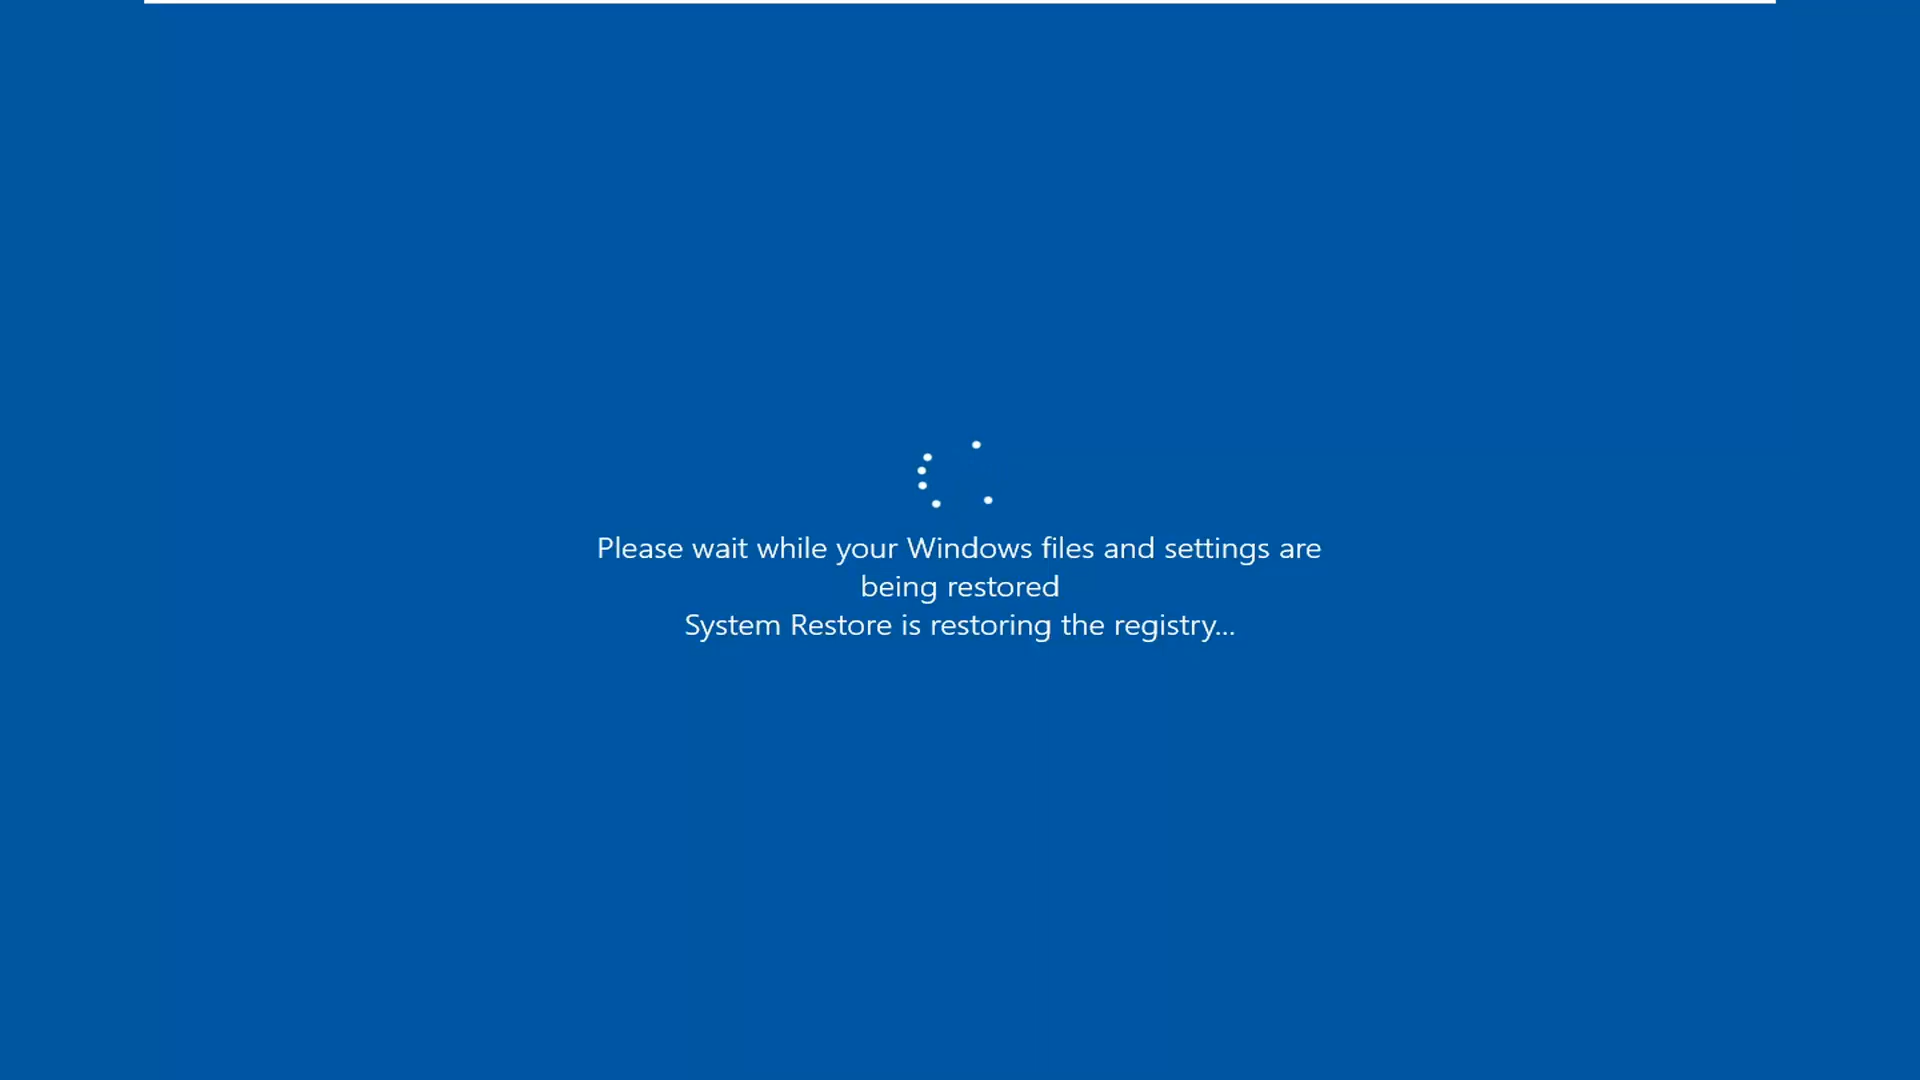 Please wait while your Windows files and settings are
being restored
System Restore is restoring the registry...